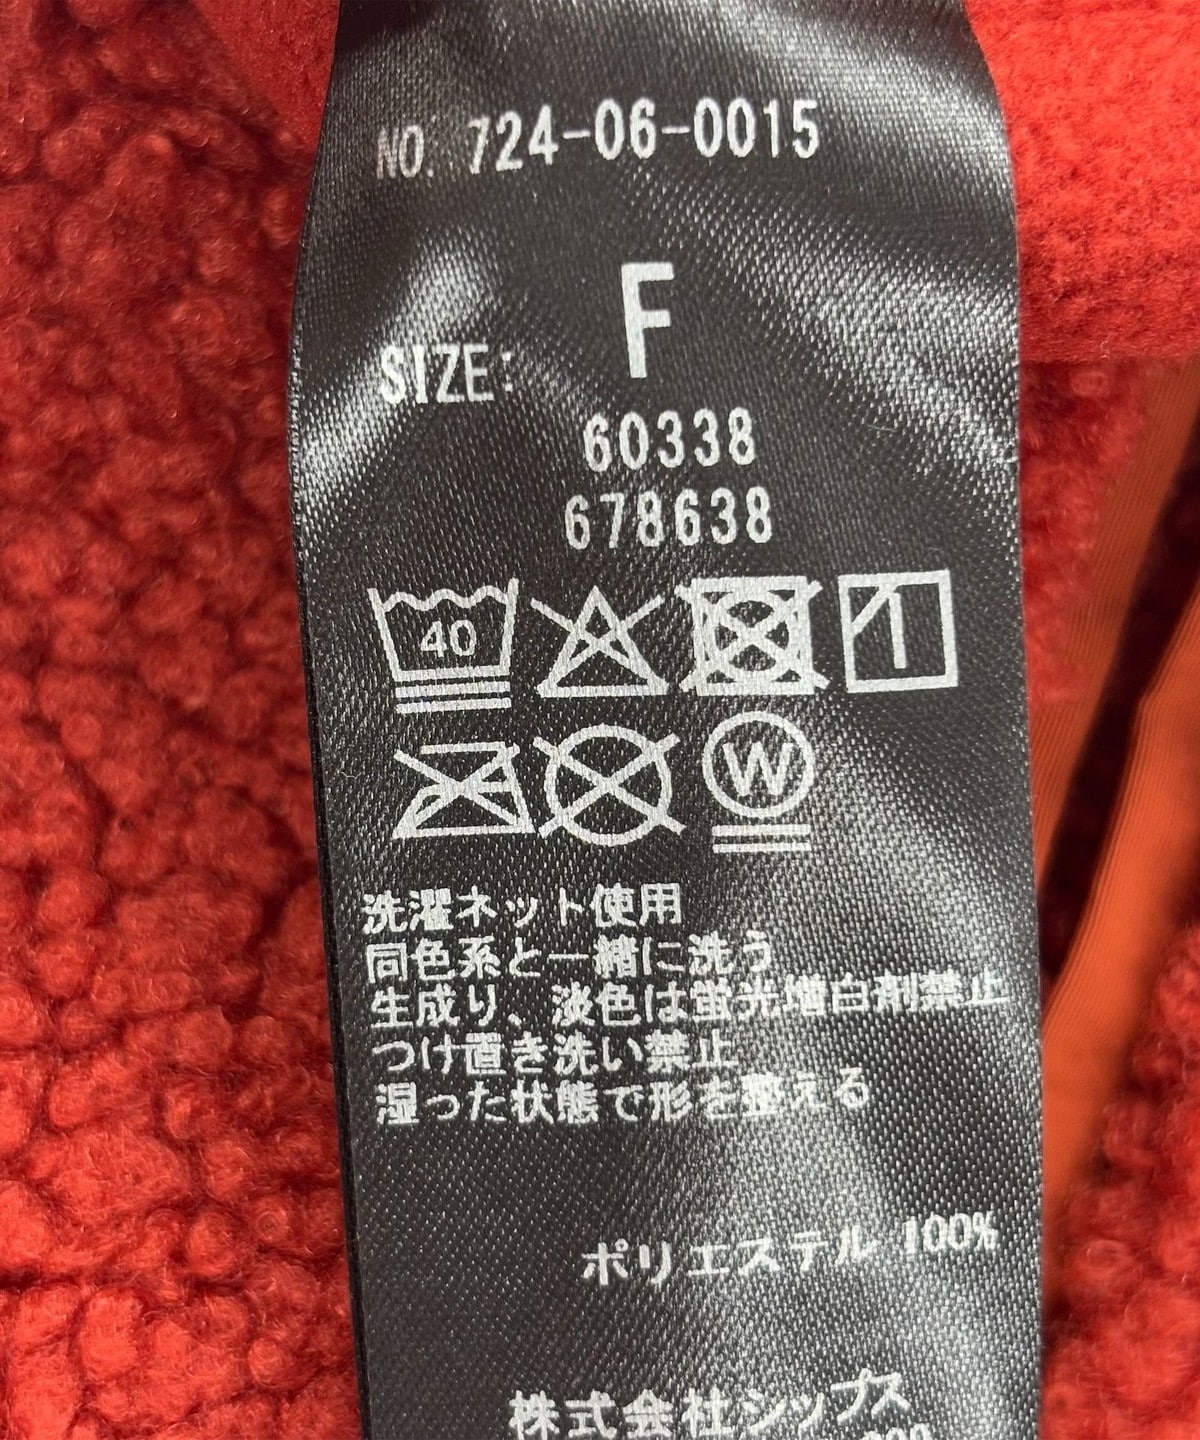 NO. 724-06-0015
F
SIZE:
60338
678638
40
W
洗濯ネット使用
同色系と一緒に洗う
生成り、淡色は蛍光増白剤禁止
つけ置き洗い禁止
湿った状態で形を整える
ポリエステル 100%
株式会社シップス